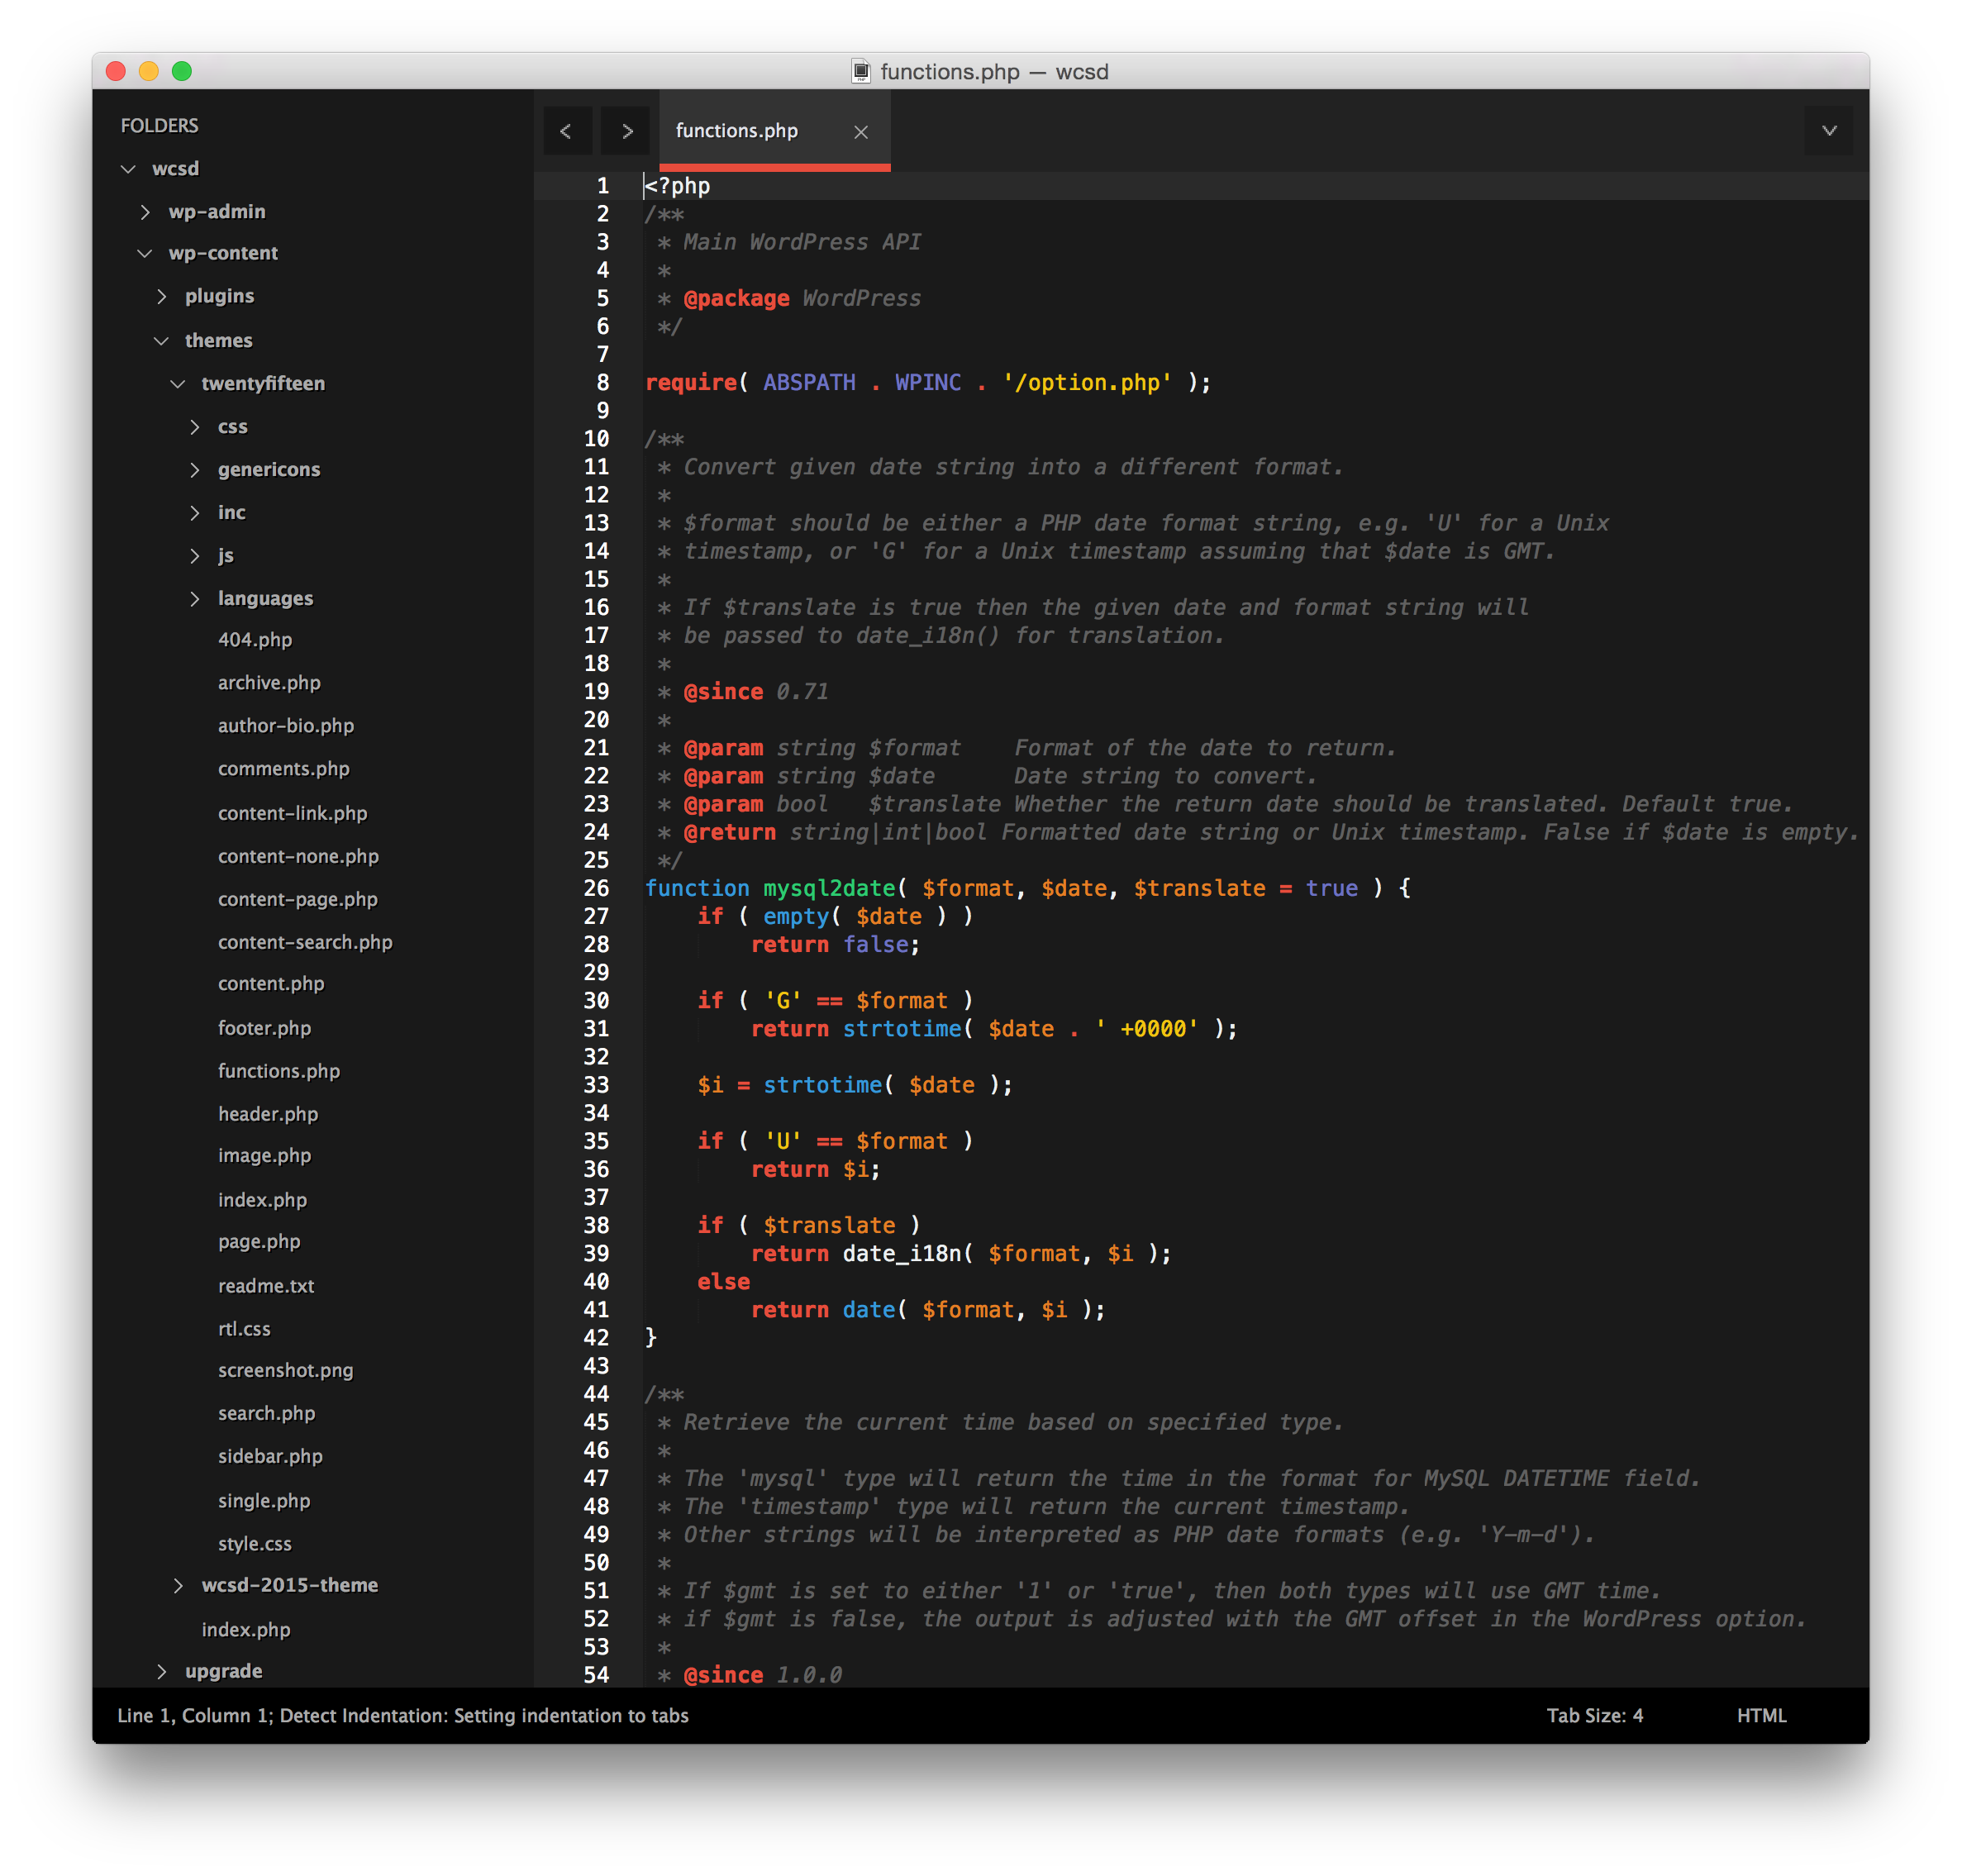 functions.php — wcsd
FOLDERS
wcsd
wp-admin
wp-content
plugins
themes
twentyfifteen
css
genericons
inc
js
languages
404.php
archive.php
author-bio.php
comments.php
content-link.php
content-none.php
content-page.php
content-search.php
content.php
footer.php
functions.php
header.php
image.php
index.php
page.php
readme.txt
rtl.css
screenshot.png
search.php
sidebar.php
single.php
style.css
wcsd-2015-theme
index.php
upgrade
functions.php
1 <?php
2 /**
3  * Main WordPress API
4  *
5  * @package WordPress
6  */
7
8 require( ABSPATH . WPINC . '/option.php' );
9
10 /**
11  * Convert given date string into a different format.
12  *
13  * $format should be either a PHP date format string, e.g. 'U' for a Unix
14  * timestamp, or 'G' for a Unix timestamp assuming that $date is GMT.
15  *
16  * If $translate is true then the given date and format string will
17  * be passed to date_i18n() for translation.
18  *
19  * @since 0.71
20  *
21  * @param string $format    Format of the date to return.
22  * @param string $date      Date string to convert.
23  * @param bool   $translate Whether the return date should be translated. Default true.
24  * @return string|int|bool Formatted date string or Unix timestamp. False if $date is empty.
25  */
26 function mysql2date( $format, $date, $translate = true ) {
27     if ( empty( $date ) )
28         return false;
29
30     if ( 'G' == $format )
31         return strtotime( $date . ' +0000' );
32
33     $i = strtotime( $date );
34
35     if ( 'U' == $format )
36         return $i;
37
38     if ( $translate )
39         return date_i18n( $format, $i );
40     else
41         return date( $format, $i );
42 }
43
44 /**
45  * Retrieve the current time based on specified type.
46  *
47  * The 'mysql' type will return the time in the format for MySQL DATETIME field.
48  * The 'timestamp' type will return the current timestamp.
49  * Other strings will be interpreted as PHP date formats (e.g. 'Y-m-d').
50  *
51  * If $gmt is set to either '1' or 'true', then both types will use GMT time.
52  * if $gmt is false, the output is adjusted with the GMT offset in the WordPress option.
53  *
54  * @since 1.0.0
Line 1, Column 1; Detect Indentation: Setting indentation to tabs
Tab Size: 4
HTML